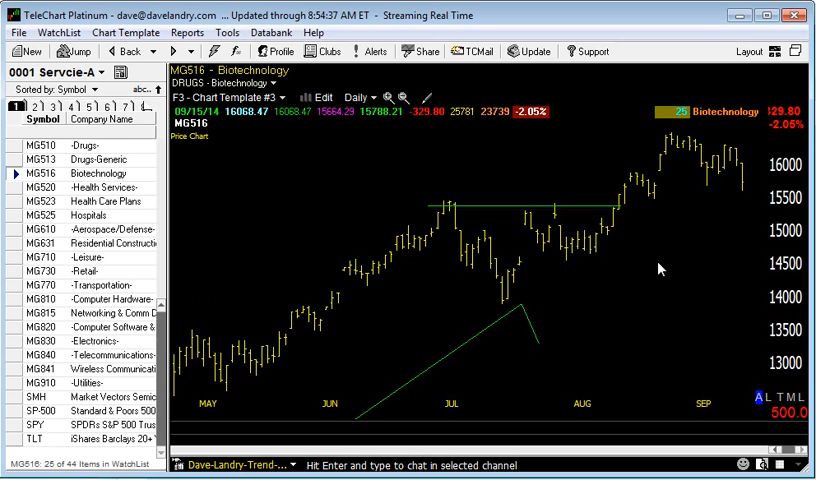 TeleChart Platinum - dave@davelandry.com ... Updated through 8:54:37 AM ET - Streaming Real Time
File WatchList Chart Template Reports Tools Databank Help
New Jump Back Profile Clubs Alerts Share TCMail Update Support Layout
0001 Servcie-A
Sorted by: Symbol abc..
1 2 3 4 5 6 7
Symbol Company Name
MG510 -Drugs-
MG513 Drugs-Generic
MG516 Biotechnology
MG520 -Health Services-
MG523 Health Care Plans
MG525 Hospitals
MG610 -Aerospace/Defense-
MG631 Residential Constructi
MG710 -Leisure-
MG730 -Retail-
MG770 -Transportation-
MG810 -Computer Hardware-
MG815 Networking & Comm D
MG820 -Computer Software &
MG830 -Electronics-
MG840 -Telecommunications-
MG841 Wireless Communicati
MG910 -Utilities-
SMH Market Vectors Semic
SP-500 Standard & Poors 500
SPY SPDRs S&P 500 Trus
TLT iShares Barclays 20+
MG516: 25 of 44 Items in WatchList
MG516 - Biotechnology
DRUGS - Biotechnology
F3 - Chart Template #3 Edit Daily
09/15/14 16068.47 16068.47 15664.29 15788.21 -329.80 25781 23739 -2.05% 25 Biotechnology 329.80
MG516 -2.05%
Price Chart
16000
15500
15000
14500
14000
13500
13000
MAY JUN JUL AUG SEP
A L T M L
500.0
Dave-Landry-Trend-... Hit Enter and type to chat in selected channel